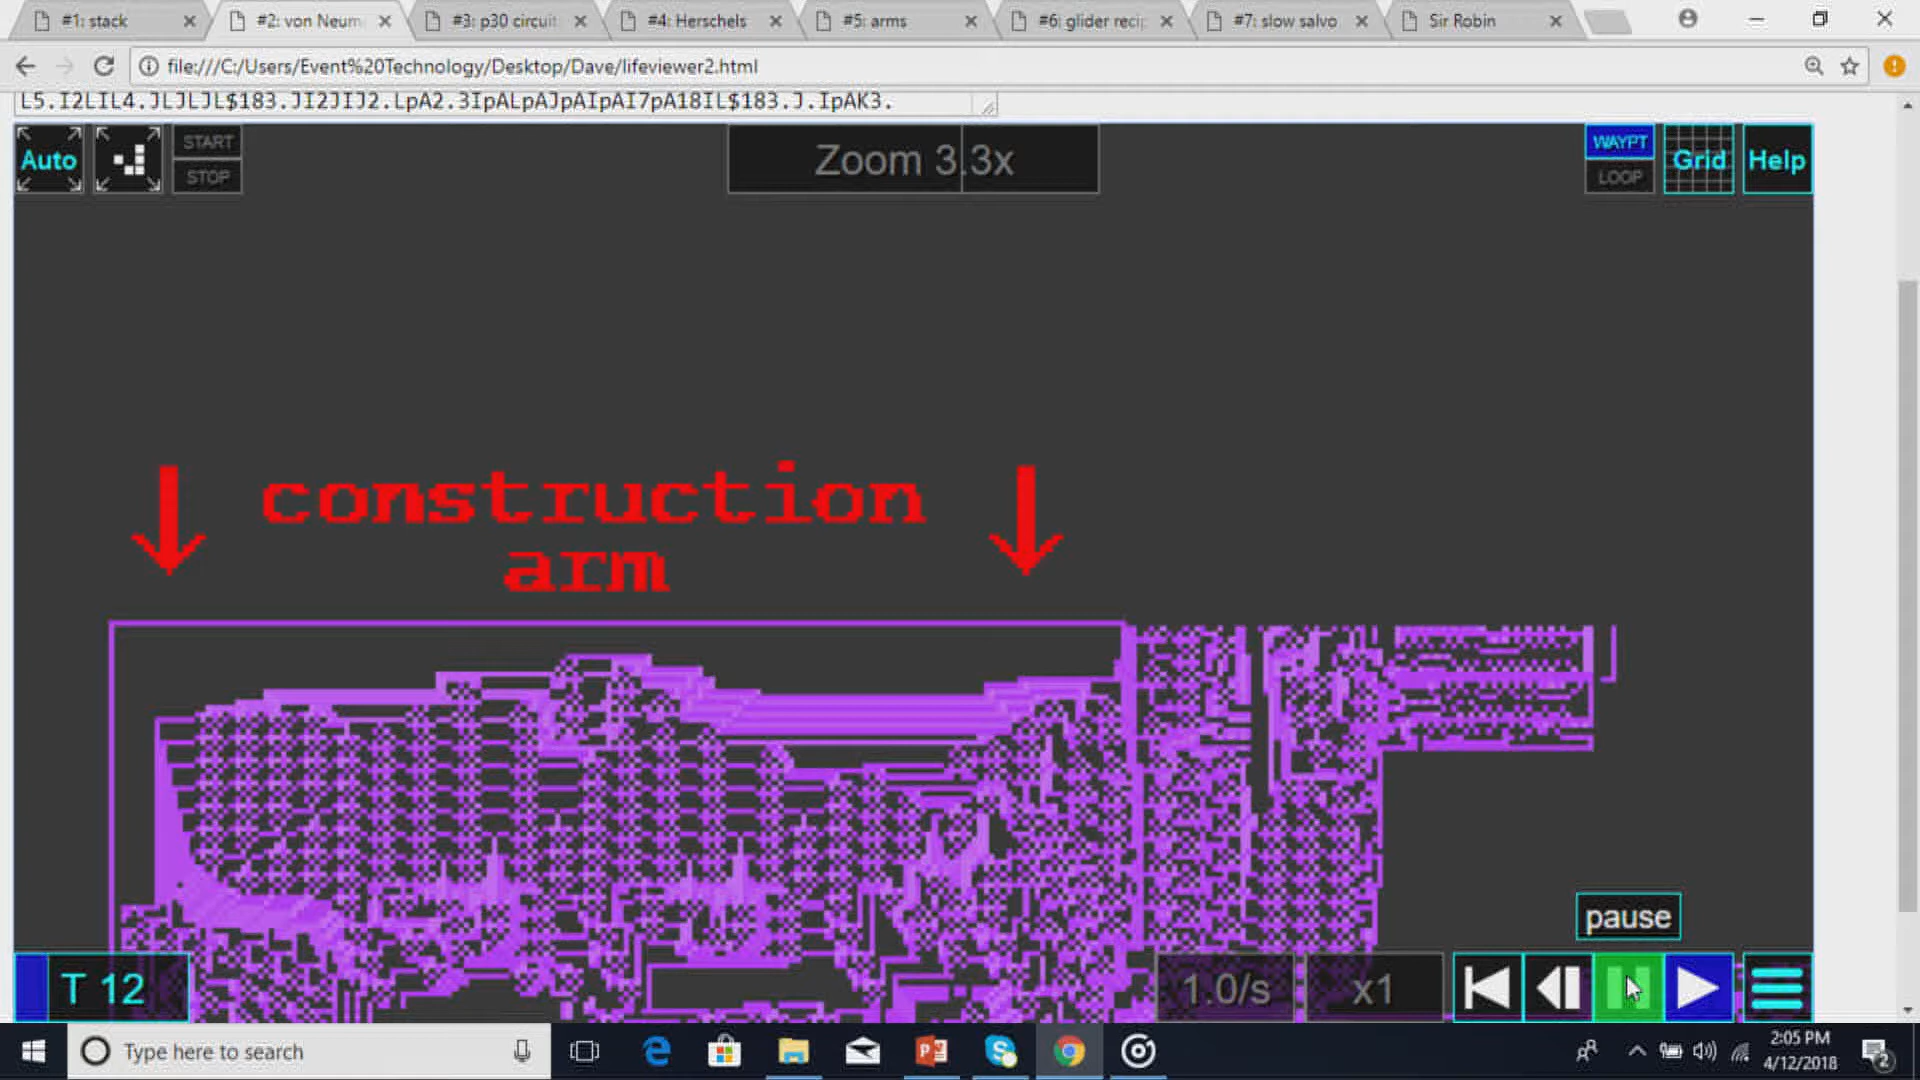 #1: stack
#2: von Neum
#3: p30 circuit
#4: Herschels
#5: arms
#6: glider recip
#7: slow salvo
Sir Robin
file:///C:/Users/Event%20Technology/Desktop/Dave/lifeviewer2.html
L5.I2LIL4.JLJLJL$183.JI2JIJ2.LpA2.3IpALpAJpAIpAI7pA18IL$183.J.IpAK3.
Auto
START
STOP
Zoom 3.3x
WAYPT
LOOP
Grid
Help
construction
arm
pause
T 12
1.0/s
x1
Type here to search
2:05 PM
4/12/2018
2